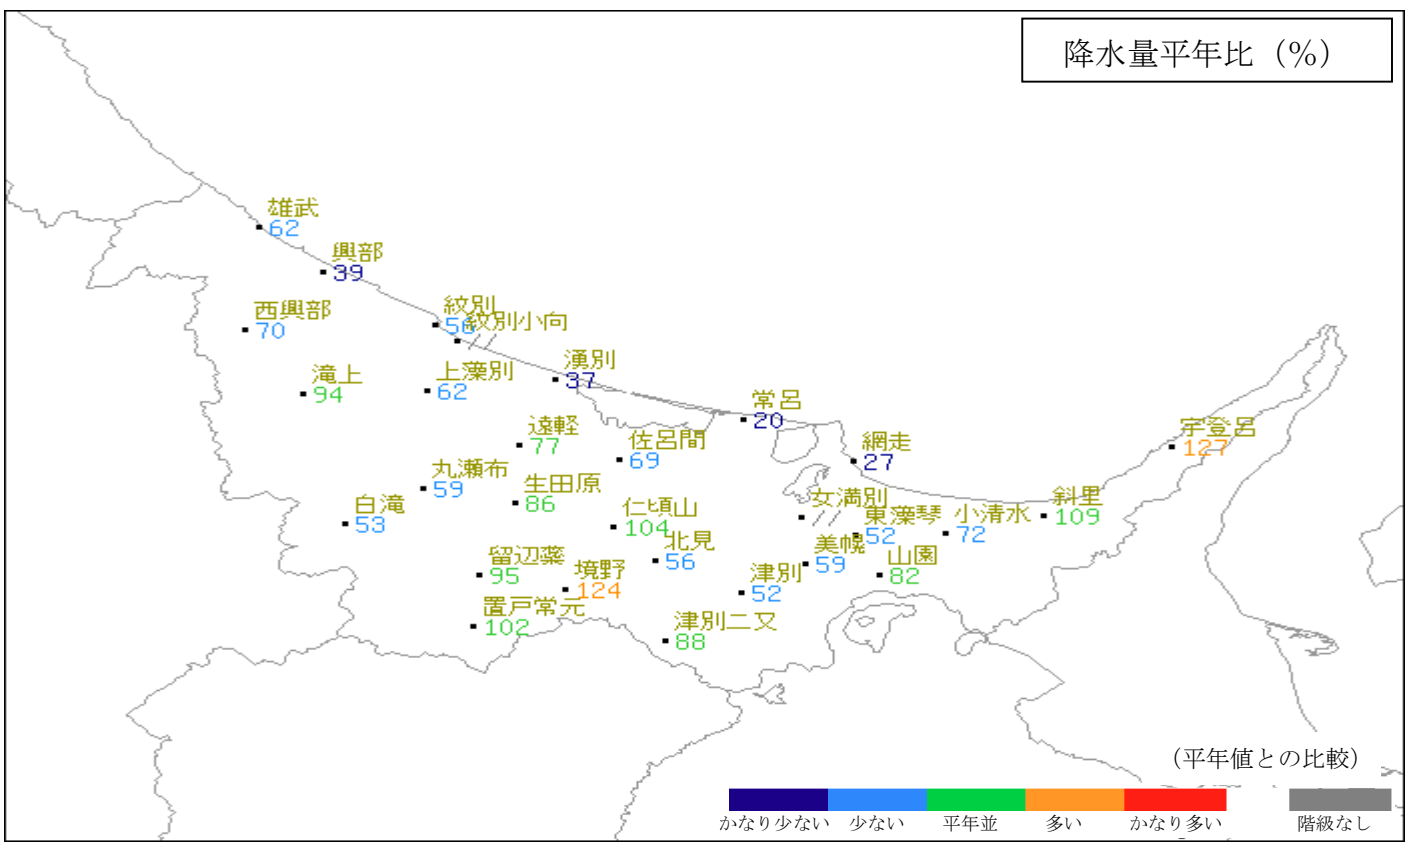 降水量平年比（%）
雄武
62
興部
39
西興部
70
紋別
56
紋別小向
滝上
94
上藻別
62
湧別
37
常呂
20
遠軽
77
佐呂間
69
網走
27
宇登呂
127
丸瀬布
59
生田原
86
白滝
53
仁頃山
104
女満別
東藻琴
52
小清水
72
斜里
109
北見
56
美幌
59
山園
82
留辺蘂
95
境野
124
津別
52
置戸常元
102
津別二又
88
（平年値との比較）
かなり少ない 少ない 平年並 多い かなり多い 階級なし